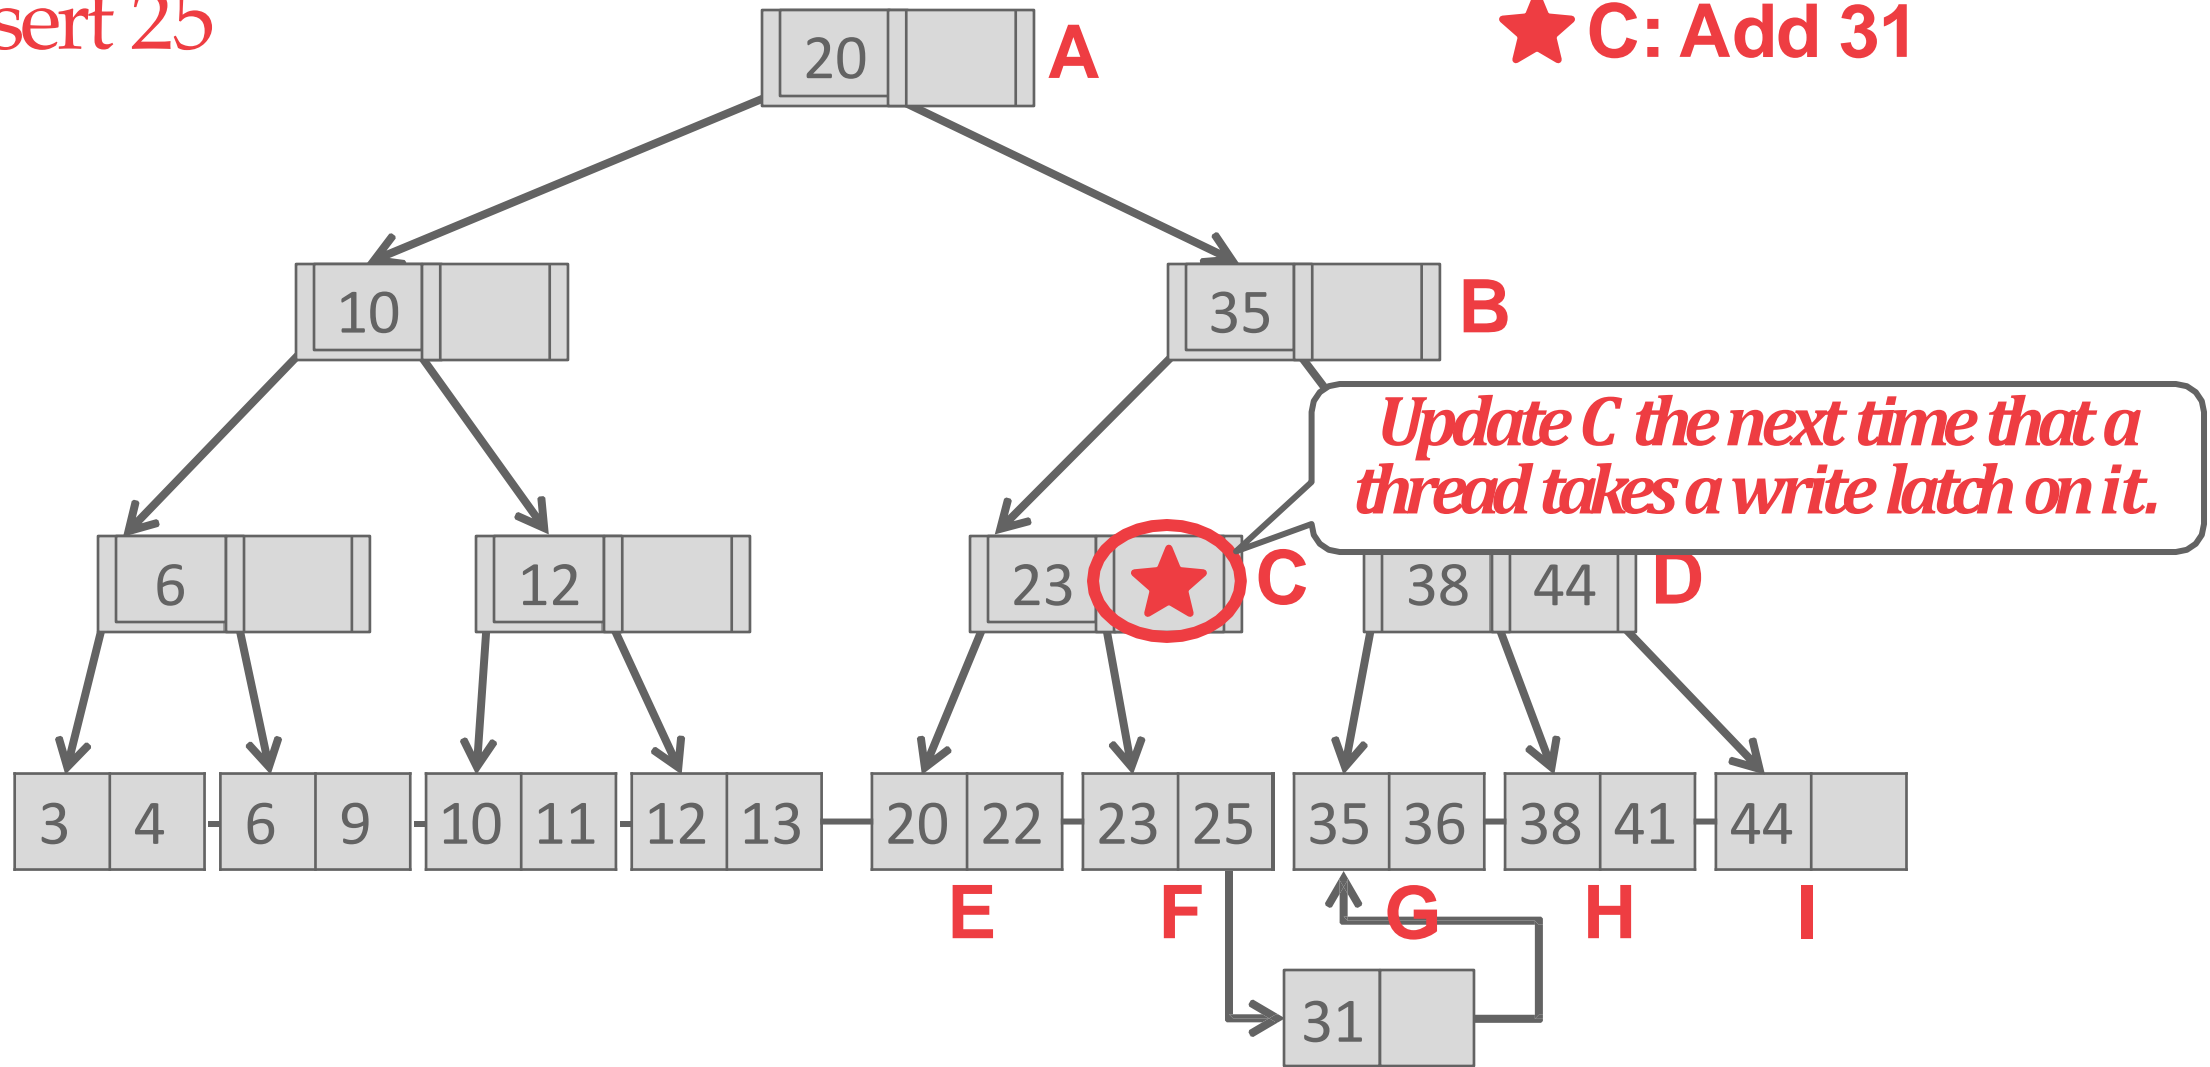 sert 25
C: Add 31
20 A
10 35 B
Update C the next time that a
thread takes a write latch on it.
6 12 23 C 38 44 D
3 4 6 9 10 11 12 13 20 22 23 25 35 36 38 41 44
E F G H I
31